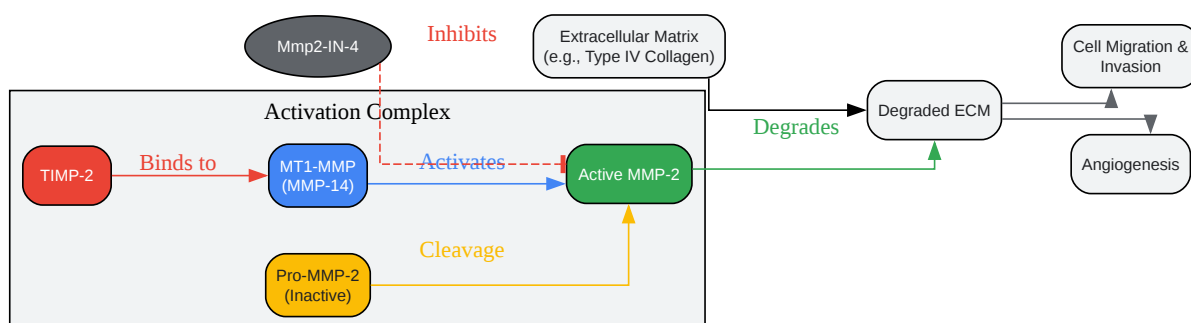 Mmp2-IN-4
Inhibits
Extracellular Matrix
(e.g., Type IV Collagen)
Cell Migration &
Invasion
Activation Complex
Degraded ECM
Degrades
TIMP-2
Binds to
MT1-MMP
(MMP-14)
Activates
Active MMP-2
Angiogenesis
Cleavage
Pro-MMP-2
(Inactive)